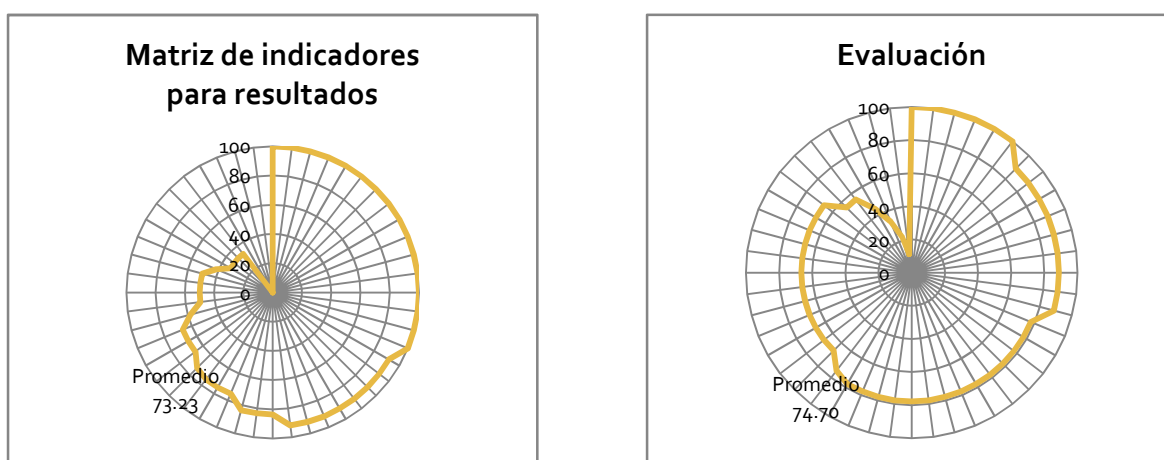 Matriz de indicadores
para resultados
100
80
60
40
20
0
Promedio
73.23
Evaluación
100
80
60
40
20
0
Promedio
74.70